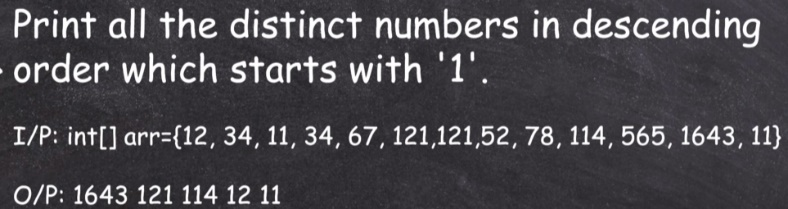 Print all the distinct numbers in descending
order which starts with '1'.
I/P: int[] arr={12, 34, 11, 34, 67, 121,121,52, 78, 114, 565, 1643, 11}
O/P: 1643 121 114 12 11